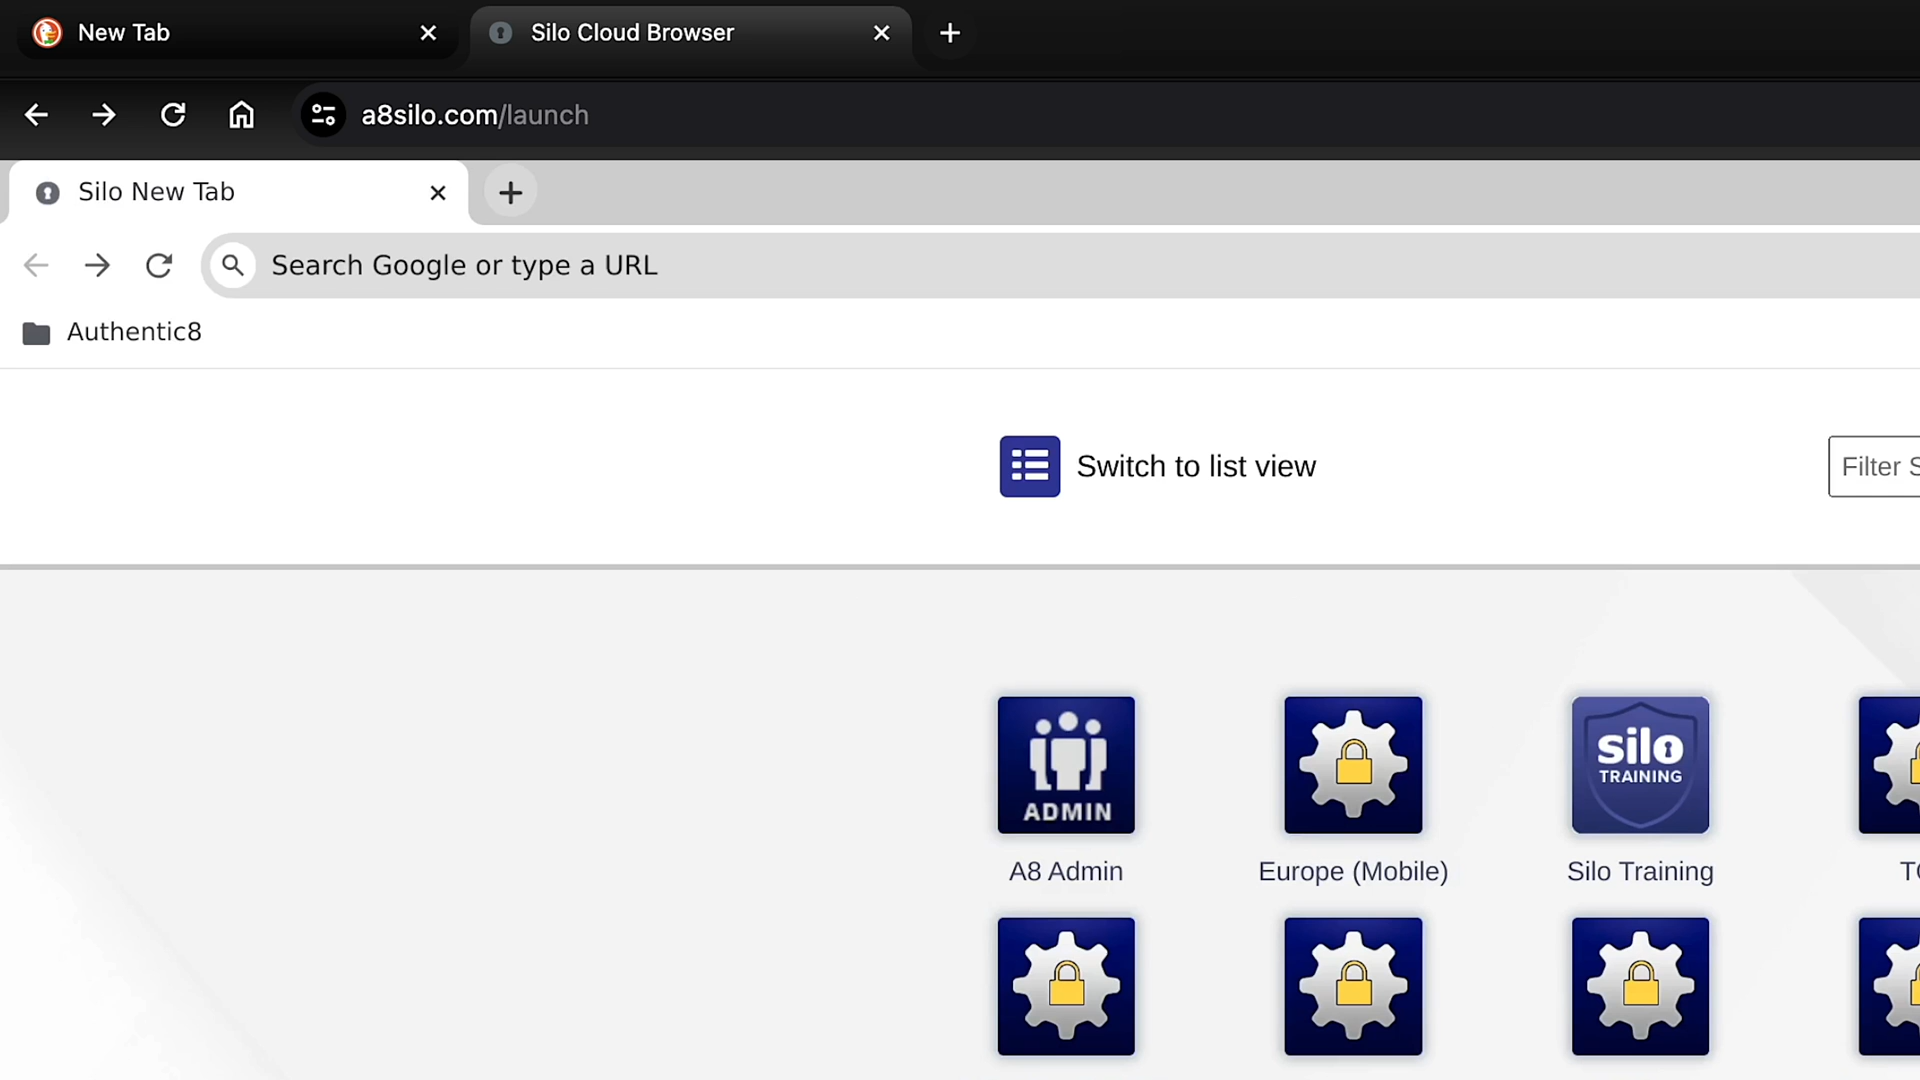 New Tab
Silo Cloud Browser
a8silo.com/launch
Silo New Tab
Search Google or type a URL
Authentic8
Switch to list view
Filter
ADMIN
silo
TRAINING
A8 Admin
Europe (Mobile)
Silo Training